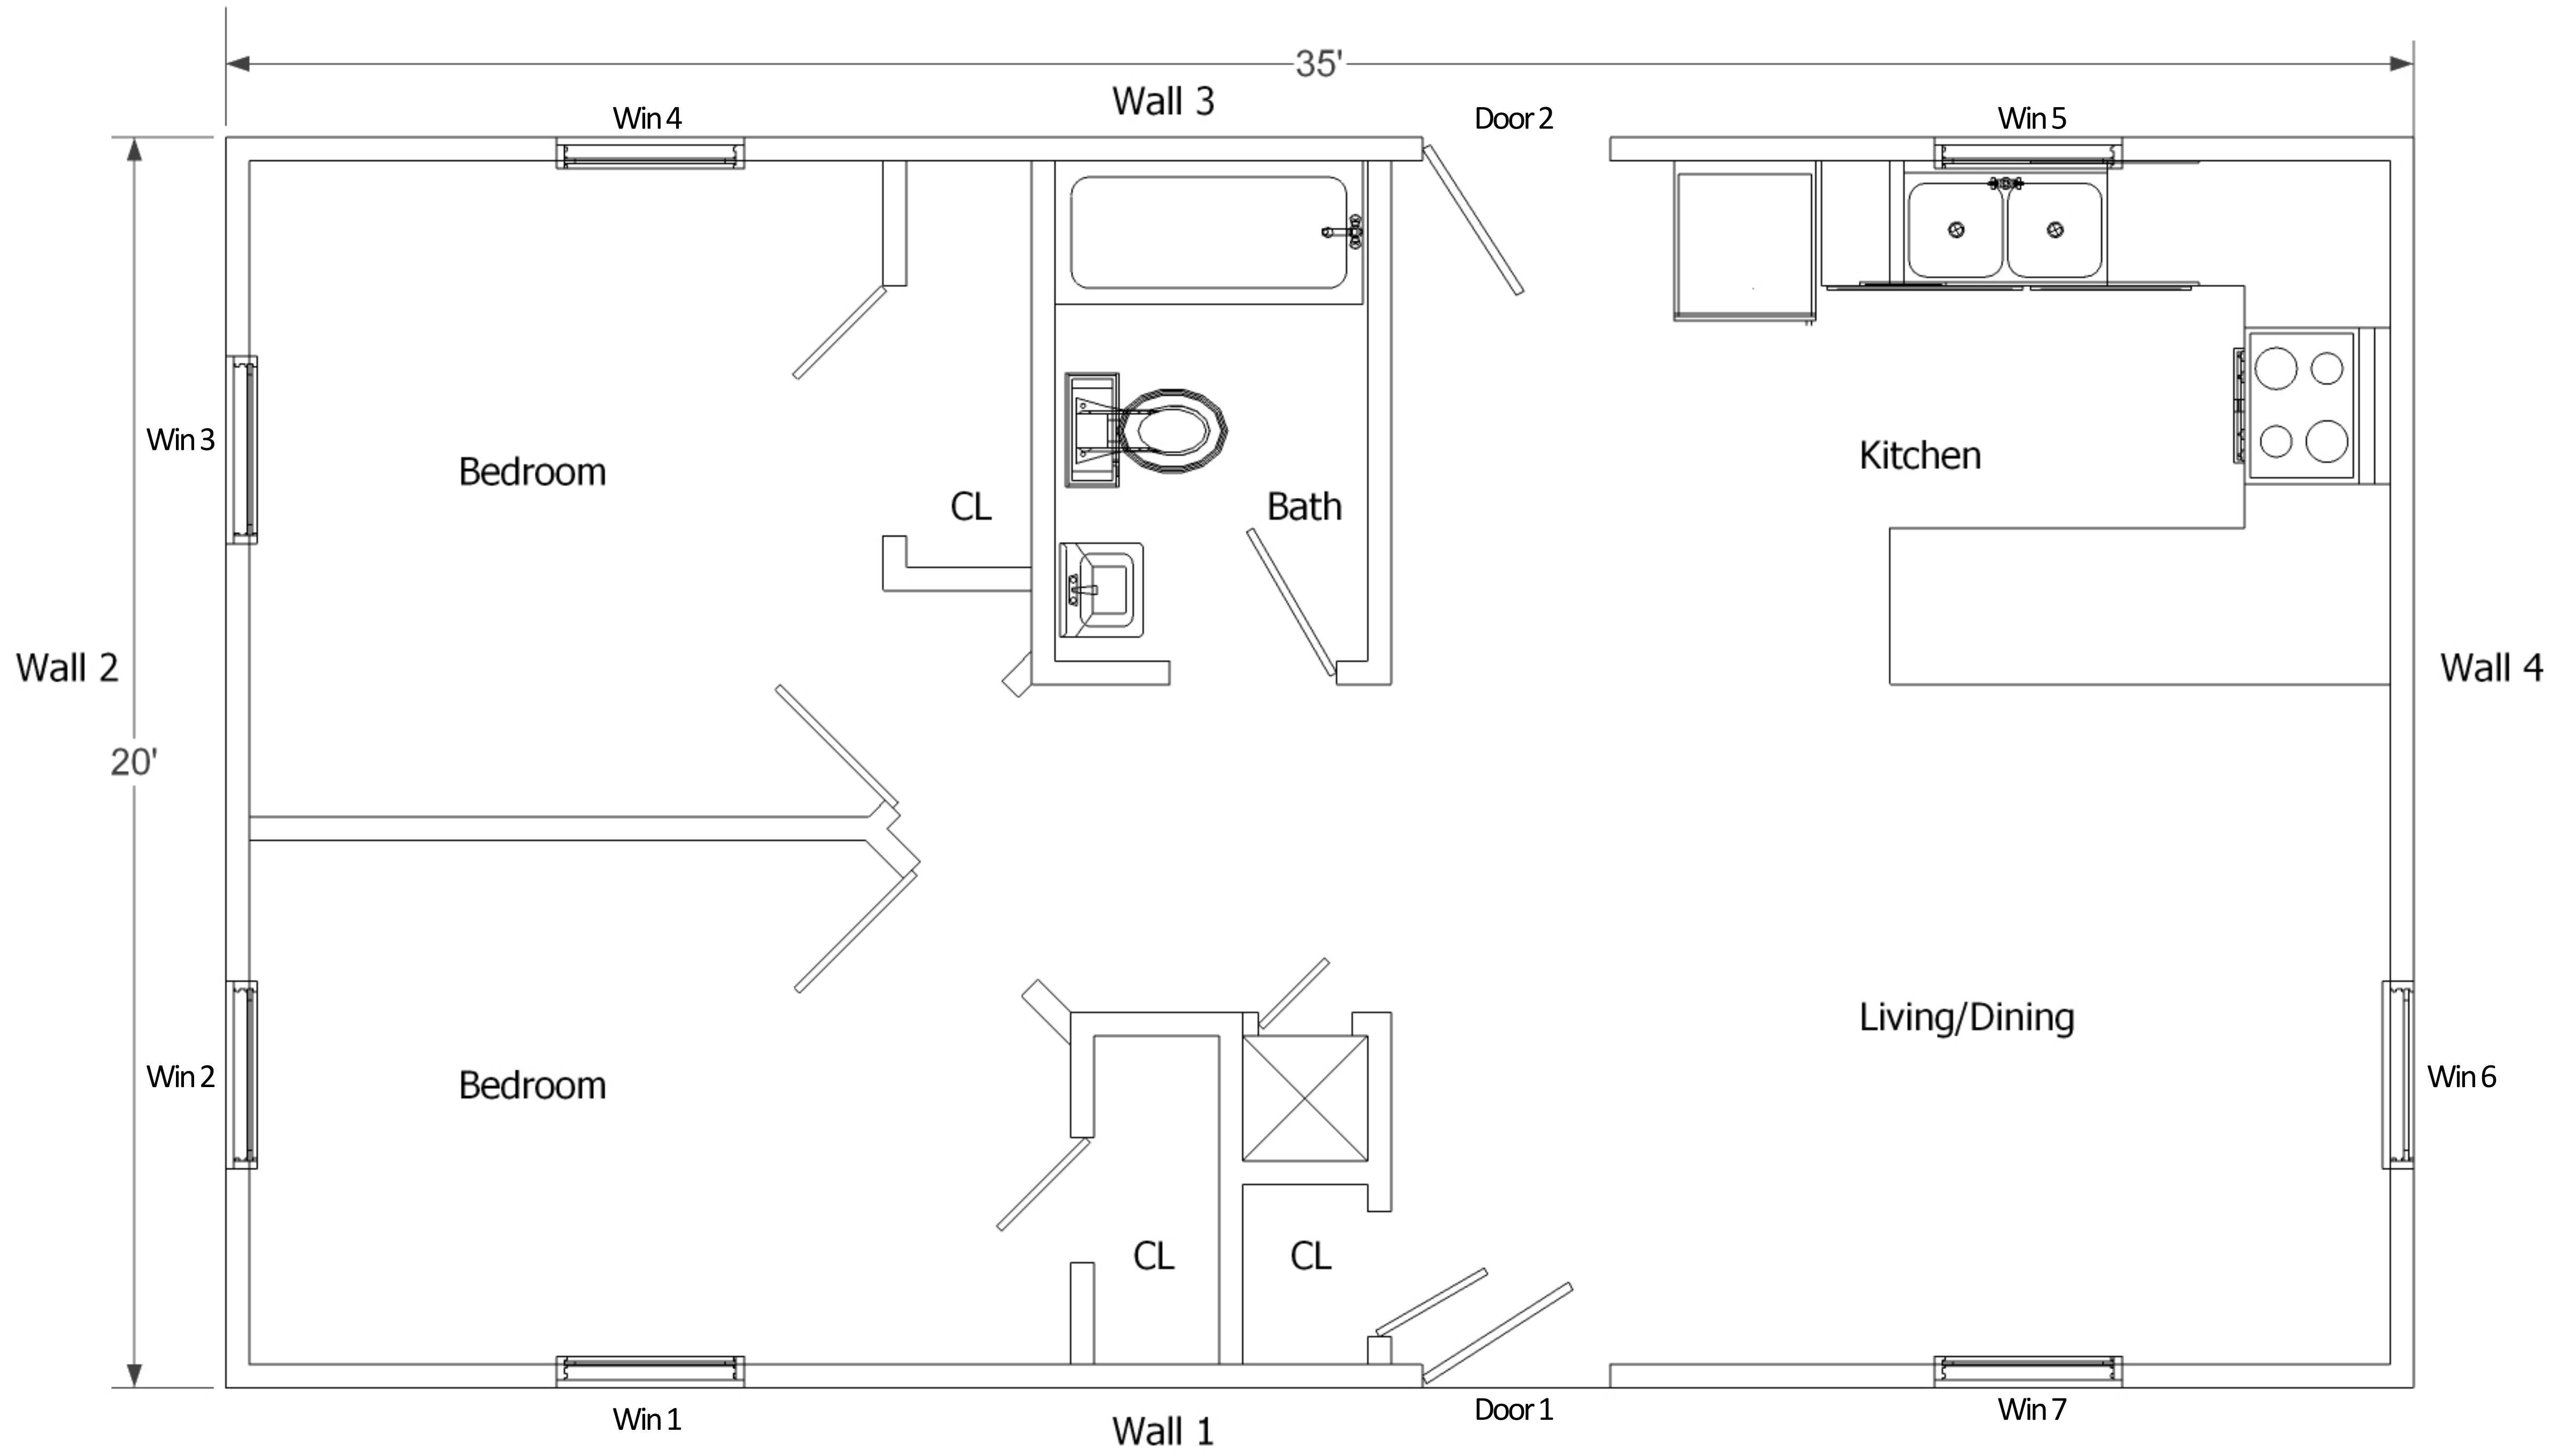 35'
Wall 3
Win 4
Door 2
Win 5
Win 3
Bedroom
Kitchen
CL
Bath
Wall 2
Wall 4
20'
Living/Dining
Win 2
Bedroom
Win 6
CL
CL
Win 1
Door 1
Win 7
Wall 1